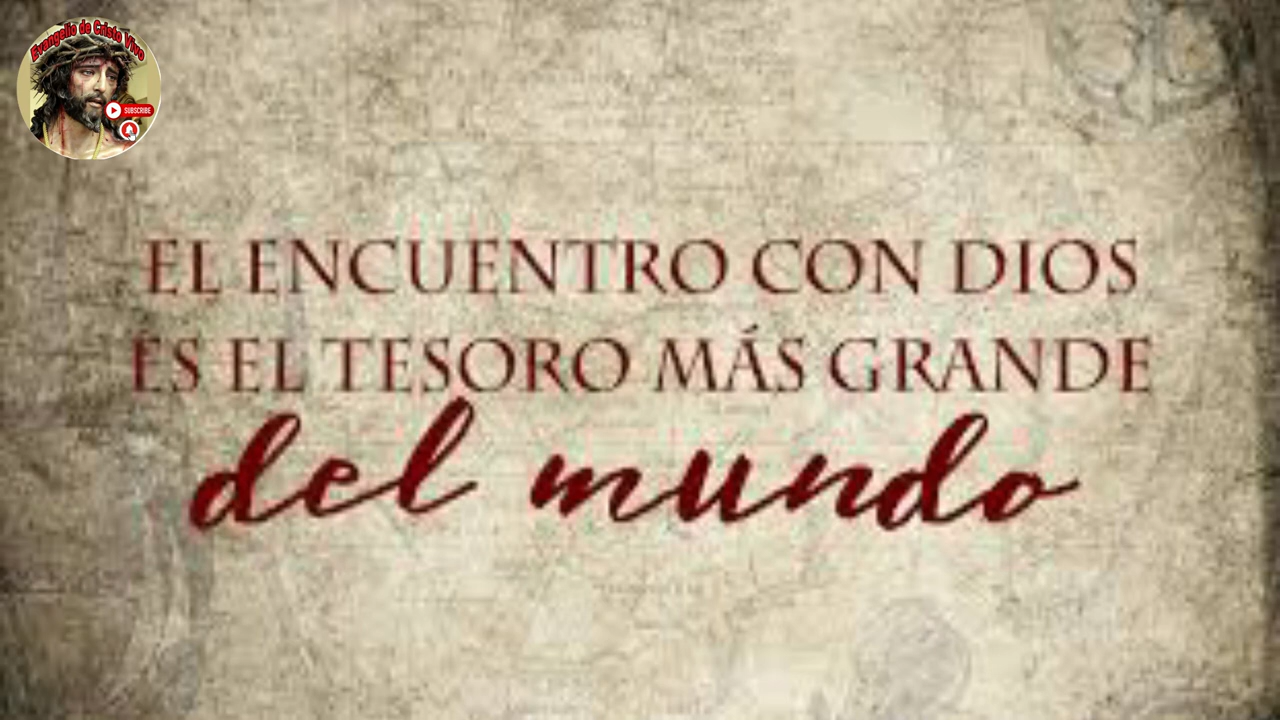 Evangelio de Cristo Vivo
SUBSCRIBE
EL ENCUENTRO CON DIOS
ES EL TESORO MÁS GRANDE
del mundo